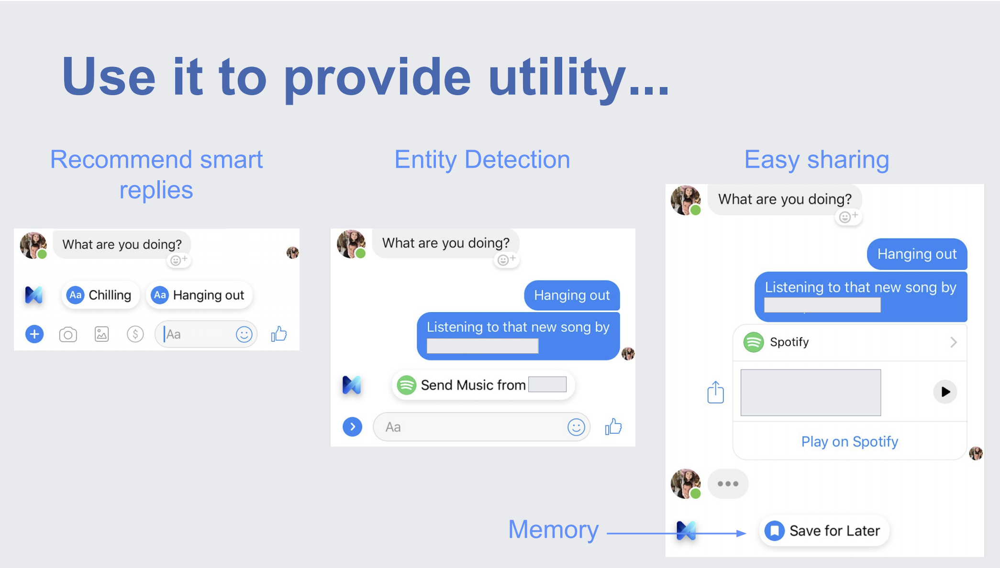 Use it to provide utility...
Recommend smart
replies
What are you doing?
Aa Chilling
Aa Hanging out
$
Aa
Entity Detection
What are you doing?
Hanging out
Listening to that new song by
Send Music from
Aa
Easy sharing
What are you doing?
Hanging out
Listening to that new song by
Spotify
Play on Spotify
Memory
Save for Later